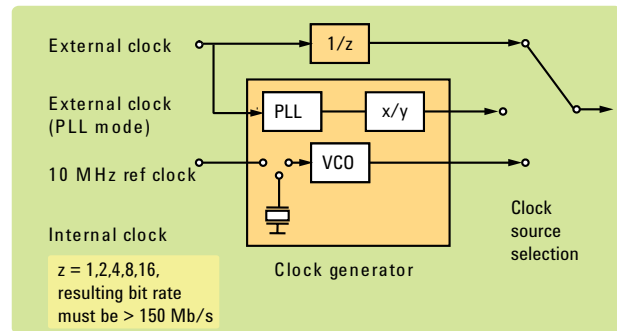 External clock
1/z
External clock
(PLL mode)
PLL
x/y
10 MHz ref clock
VCO
Internal clock
Clock
source
selection
z = 1,2,4,8,16,
resulting bit rate
must be > 150 Mb/s
Clock generator